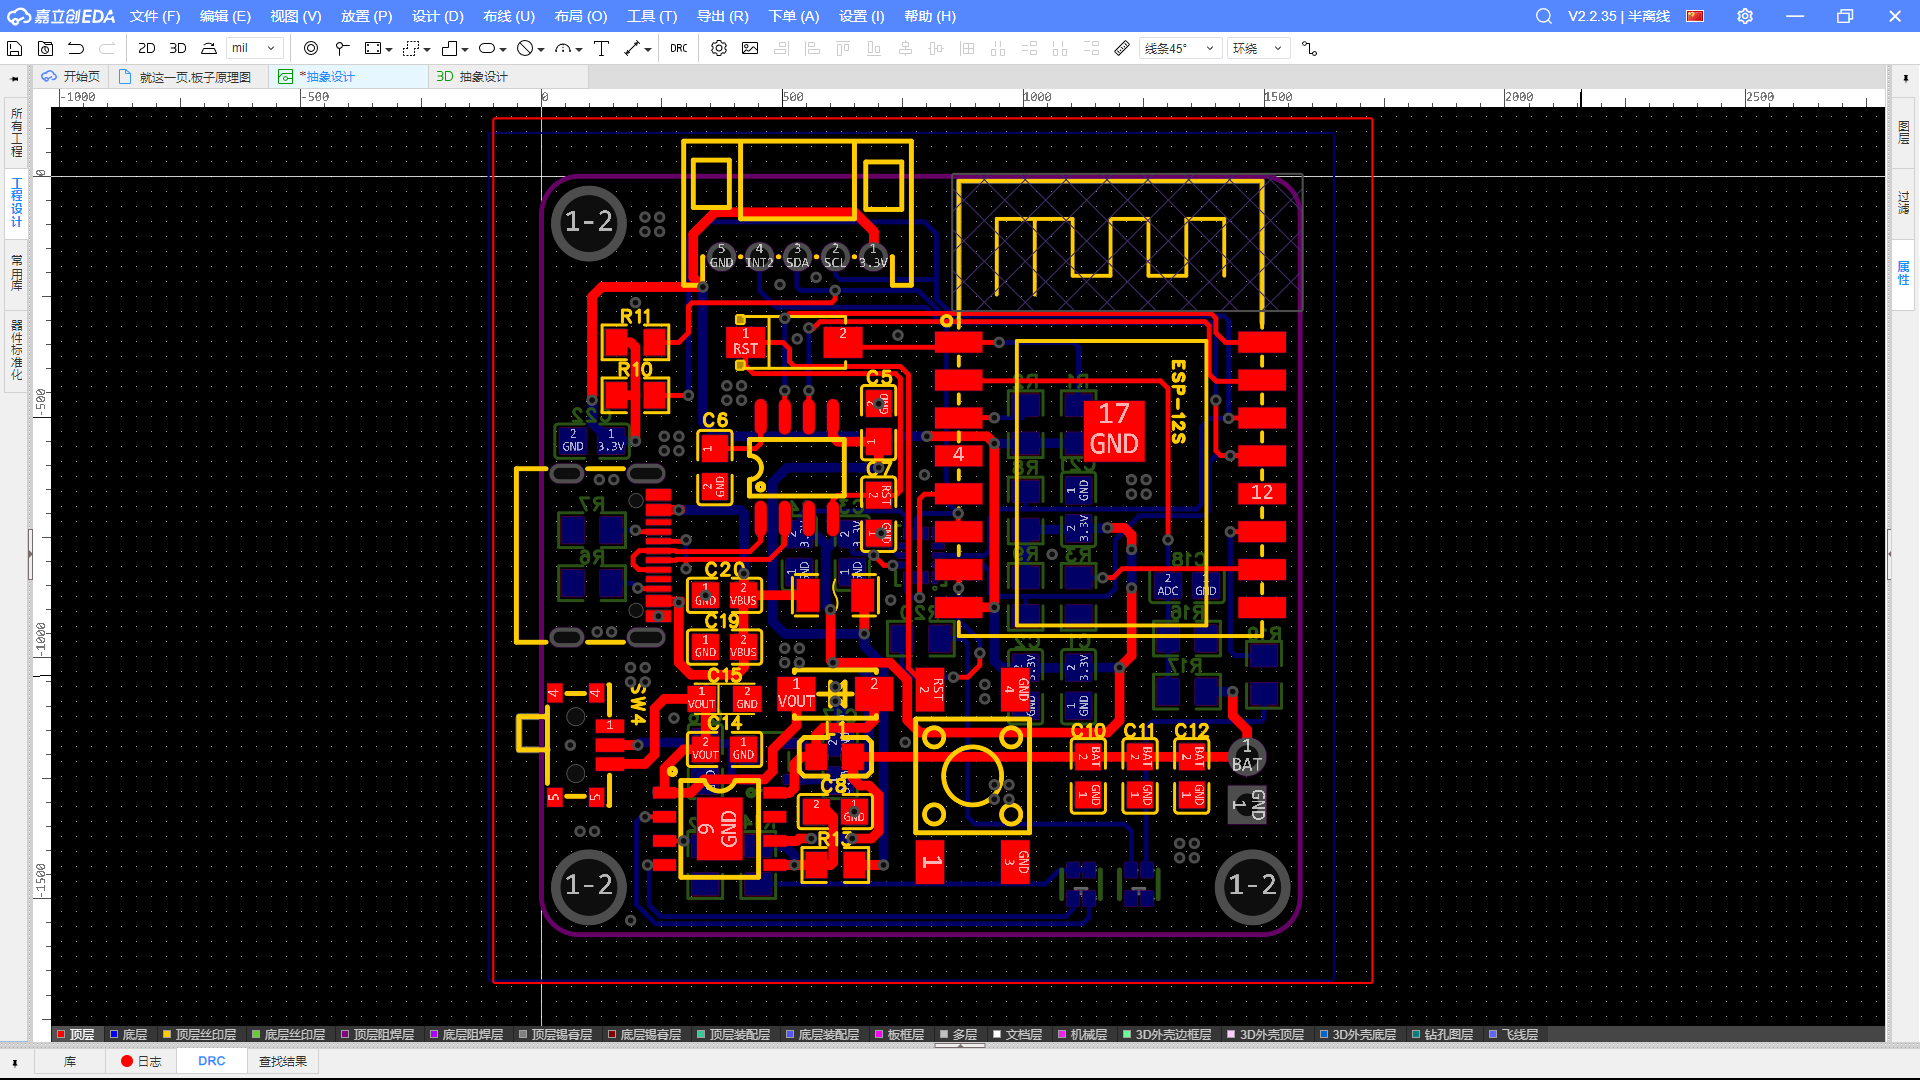 嘉立创EDA 文件 (F) 编辑 (E) 视图 (V) 放置 (P) 设计 (D) 布线 (U) 布局 (O) 工具 (T) 导出 (R) 下单 (A) 设置 (I) 帮助 (H) V2.2.35 | 半离线
2D 3D mil DRC 线条45° 环绕
开始页 就这一页.板子原理图 *抽象设计 3D 抽象设计
-1000 -500 0 500 1000 1500 2000 2500
0
-500
-1000
-1500
所有工程
工程设计
常用库
器件标准化
图层
过滤
属性
1-2
5 4 3 2 1
GND INT2 SDA SCL 3.3V
R11
1 2
RST
R10
C5
2 GND
1
C22
2 1
GND 3.3V
C6
1
2 GND
C7
2 RST
1 GND
17
GND
ESP-12S
4
12
R7
R6
R8
R9
R3
1 GND
2 3.3V
C18
2 1
ADC GND
R16
R17
C20
1 2
GND VBUS
C19
1 2
GND VBUS
C15
1 2
VOUT GND
C14
2 1
VOUT GND
1 2
VOUT
2 RST
4 GND
SW4
4 4
1
5 5
C10 C11 C12
2 BAT 2 BAT 2 BAT
1 GND 1 GND 1 GND
1
BAT
1 GND
C8
2 1
GND
R13
9 GND
1
3 GND
1-2
1-2
顶层 底层 顶层丝印层 底层丝印层 顶层阻焊层 底层阻焊层 顶层锡膏层 底层锡膏层 顶层装配层 底层装配层 板框层 多层 文档层 机械层 3D外壳边框层 3D外壳顶层 3D外壳底层 钻孔图层 飞线层
库 日志 DRC 查找结果